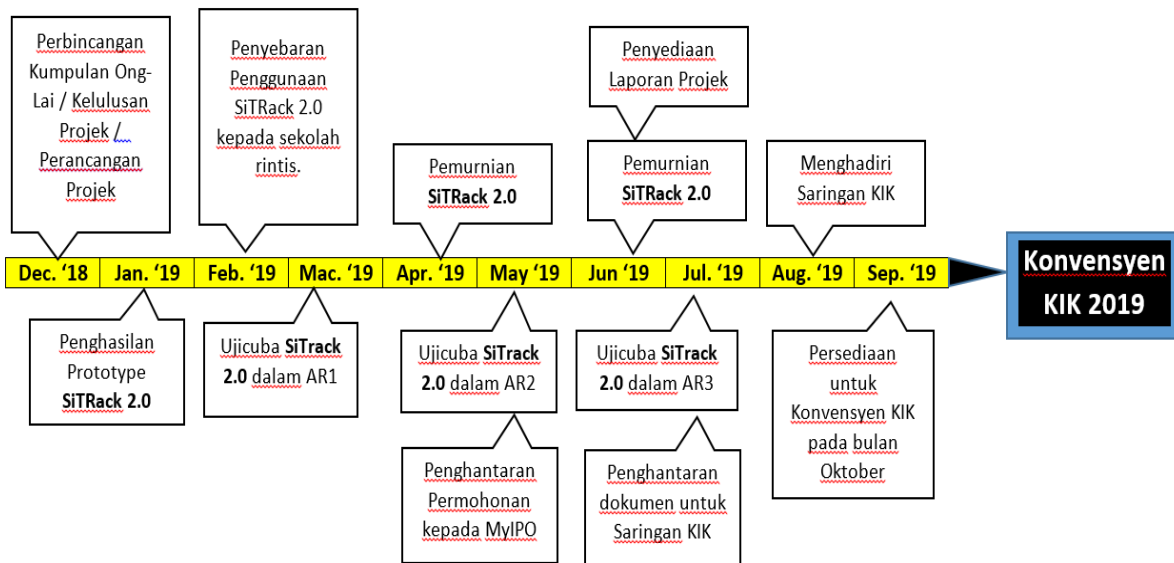 Perbincangan
Kumpulan Ong-
Lai / Kelulusan
Projek /
Perancangan
Projek
Penyebaran
Penggunaan
SiTRack 2.0
kepada sekolah
rintis.
Pemurnian
SiTRack 2.0
Penyediaan
Laporan Projek
Pemurnian
SiTRack 2.0
Menghadiri
Saringan KIK
Dec. ‘18 Jan. ‘19 Feb. ‘19 Mac. ‘19 Apr. ‘19 May ‘19 Jun ‘19 Jul. ‘19 Aug. ‘19 Sep. ‘19
Konvensyen
KIK 2019
Penghasilan
Prototype
SiTRack 2.0
Ujicuba SiTrack
2.0 dalam AR1
Ujicuba SiTrack
2.0 dalam AR2
Penghantaran
Permohonan
kepada MyIPO
Ujicuba SiTrack
2.0 dalam AR3
Penghantaran
dokumen untuk
Saringan KIK
Persediaan
untuk
Konvensyen KIK
pada bulan
Oktober